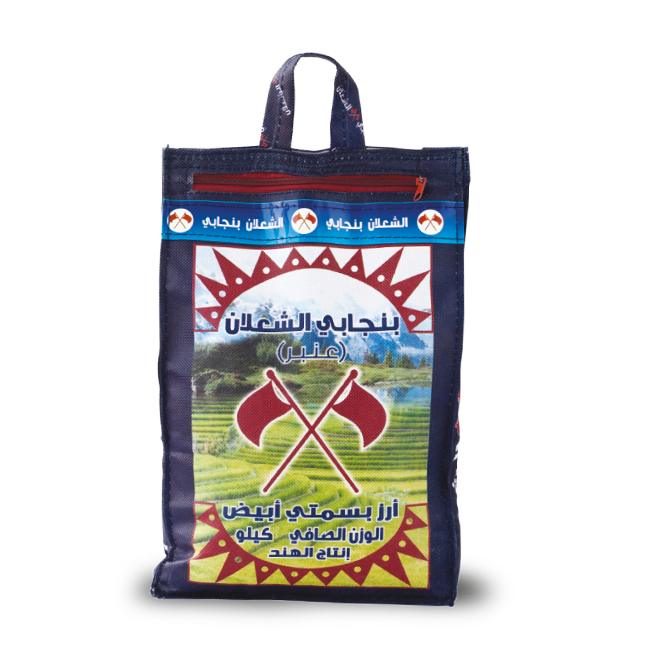 الشعلان بنجابي الشعلان بنجابي
بنجابي الشعلان
(عنبر)
أرز بسمتي أبيض
الوزن الصافي كيلو
إنتاج الهند